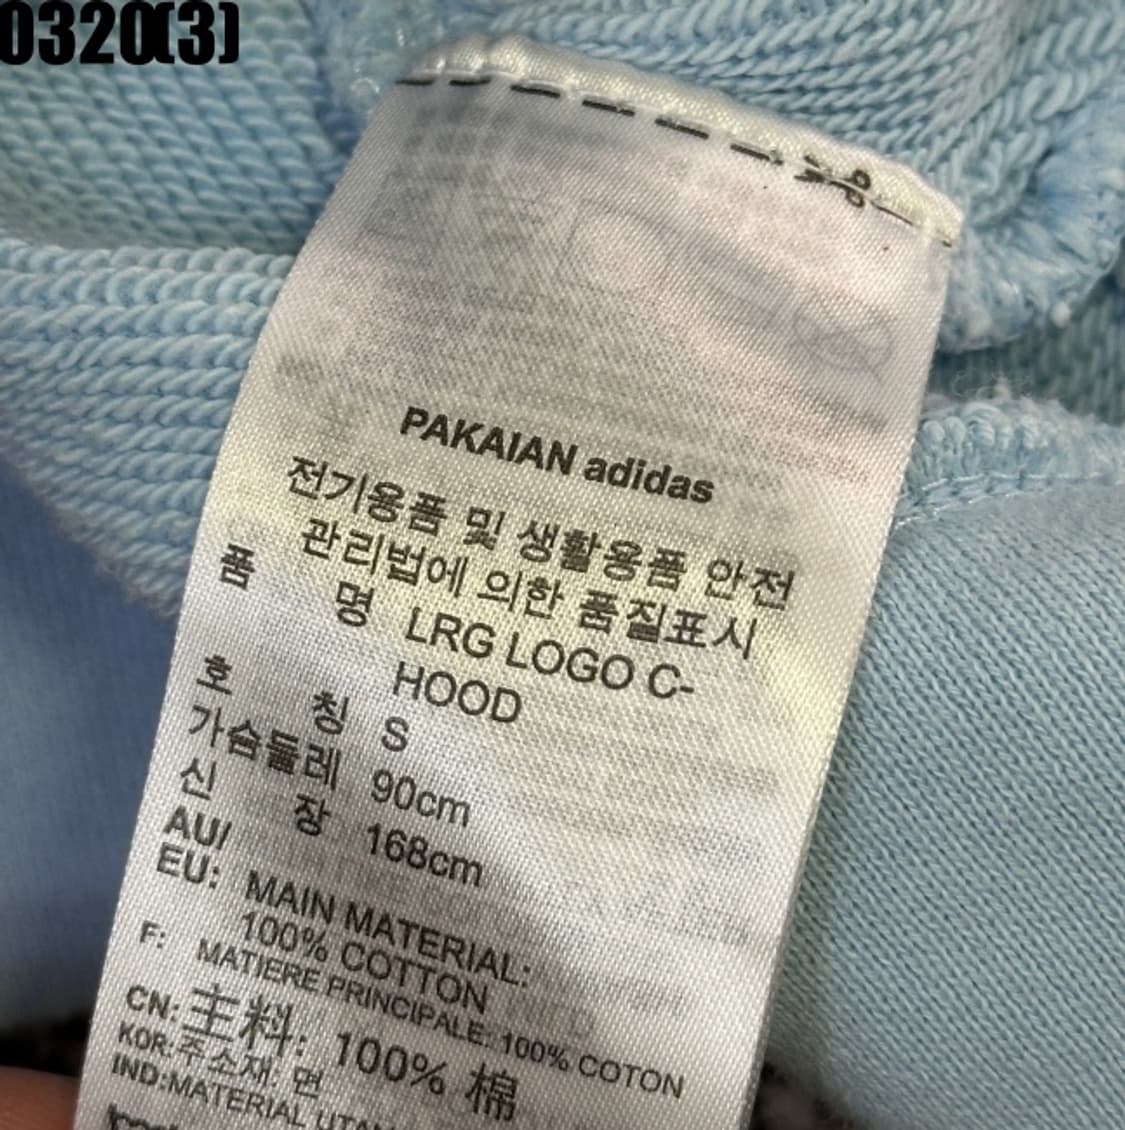 0320(3)
PAKAIAN adidas
전기용품 및 생활용품 안전
관리법에 의한 품질표시
품 명 LRG LOGO C-
HOOD
호 칭 S
가슴둘레 90cm
신 장 168cm
AU/
EU: MAIN MATERIAL:
100% COTTON
F: MATIERE PRINCIPALE: 100% COTON
CN: 主料: 100% 棉
KOR:주소재: 면
IND:MATERIAL UTAM